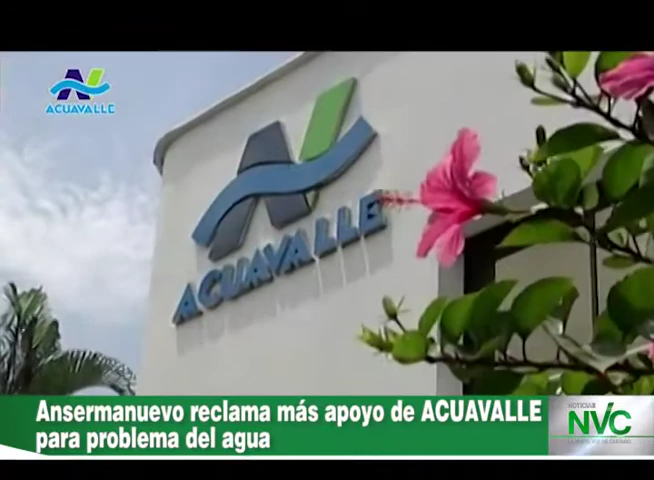 ACUAVALLE
ACUAVALLE
Ansermanuevo reclama más apoyo de ACUAVALLE
para problema del agua
NOTICIAS
NVC